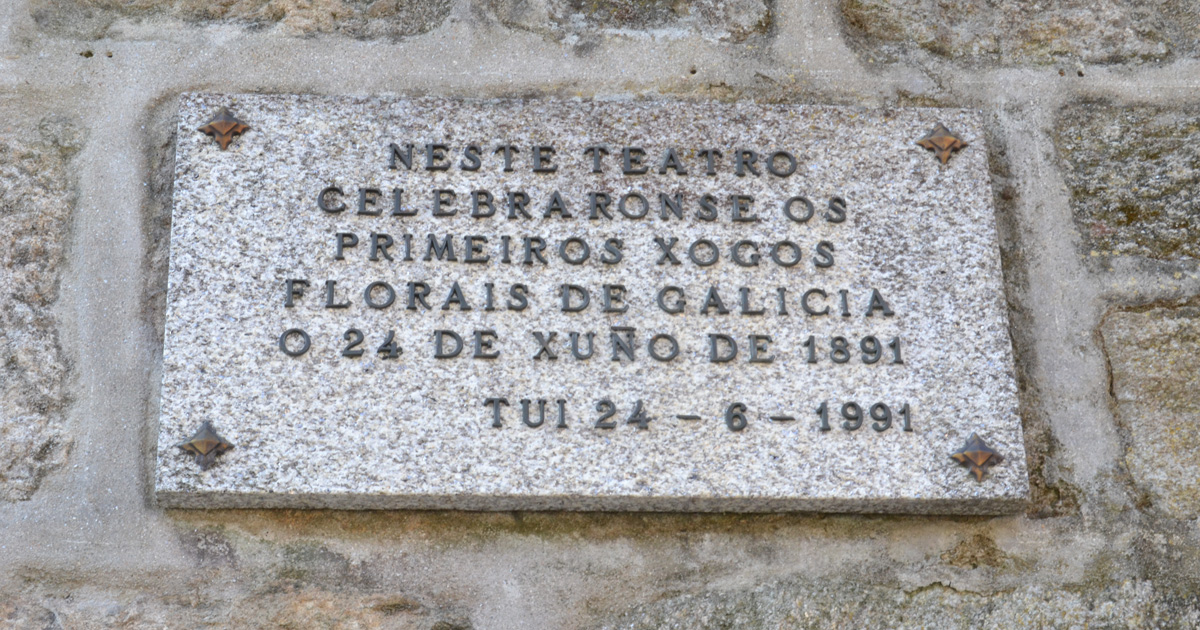 NESTE TEATRO
CELEBRARONSE OS
PRIMEIROS XOGOS
FLORAIS DE GALICIA
O 24 DE XUÑO DE 1891
TUI 24 – 6 – 1991